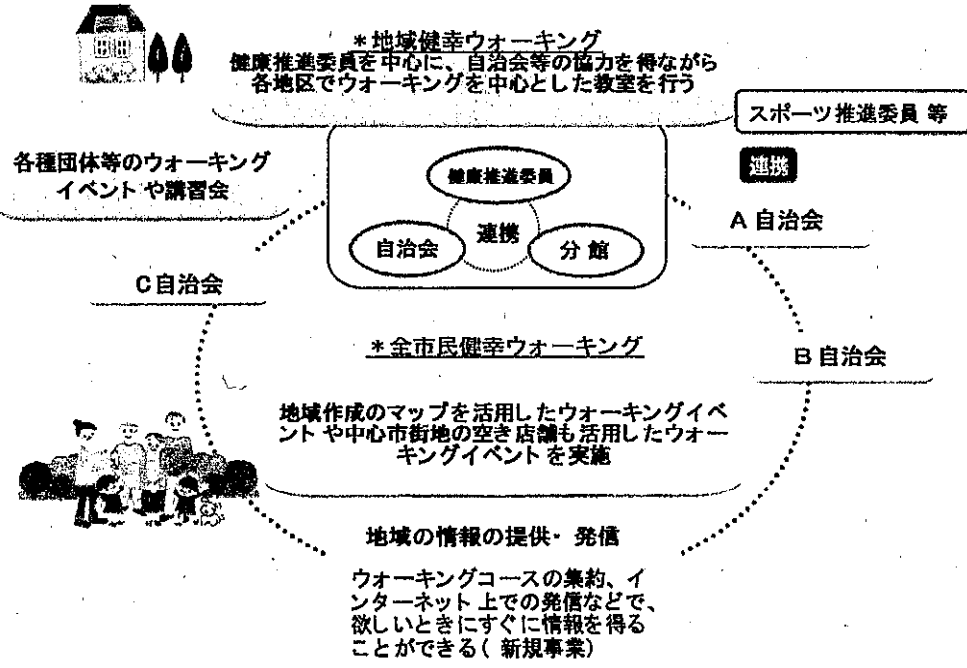 *地域健幸ウォーキング
健康推進委員を中心に、自治会等の協力を得ながら
各地区でウォーキングを中心とした教室を行う
スポーツ推進委員 等
連携
各種団体等のウォーキング
イベントや講習会
健康推進委員
連携
自治会
分館
A 自治会
C自治会
*全市民健幸ウォーキング
B 自治会
地域作成のマップを活用したウォーキングイベ
ントや中心市街地の空き店舗も活用したウォー
キングイベントを実施
地域の情報の提供・発信
ウォーキングコースの集約、イ
ンターネット上での発信などで、
欲しいときにすぐに情報を得る
ことができる(新規事業)